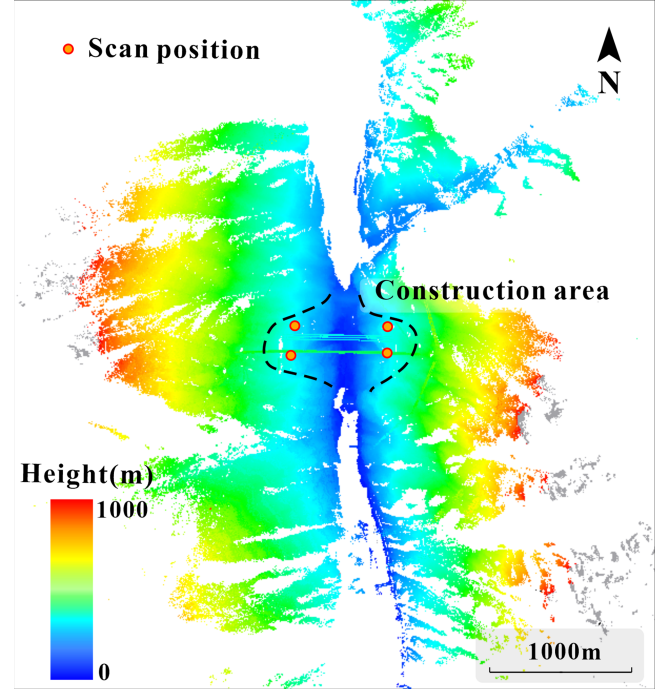 Scan position
N
Construction area
Height(m)
1000
0
1000m